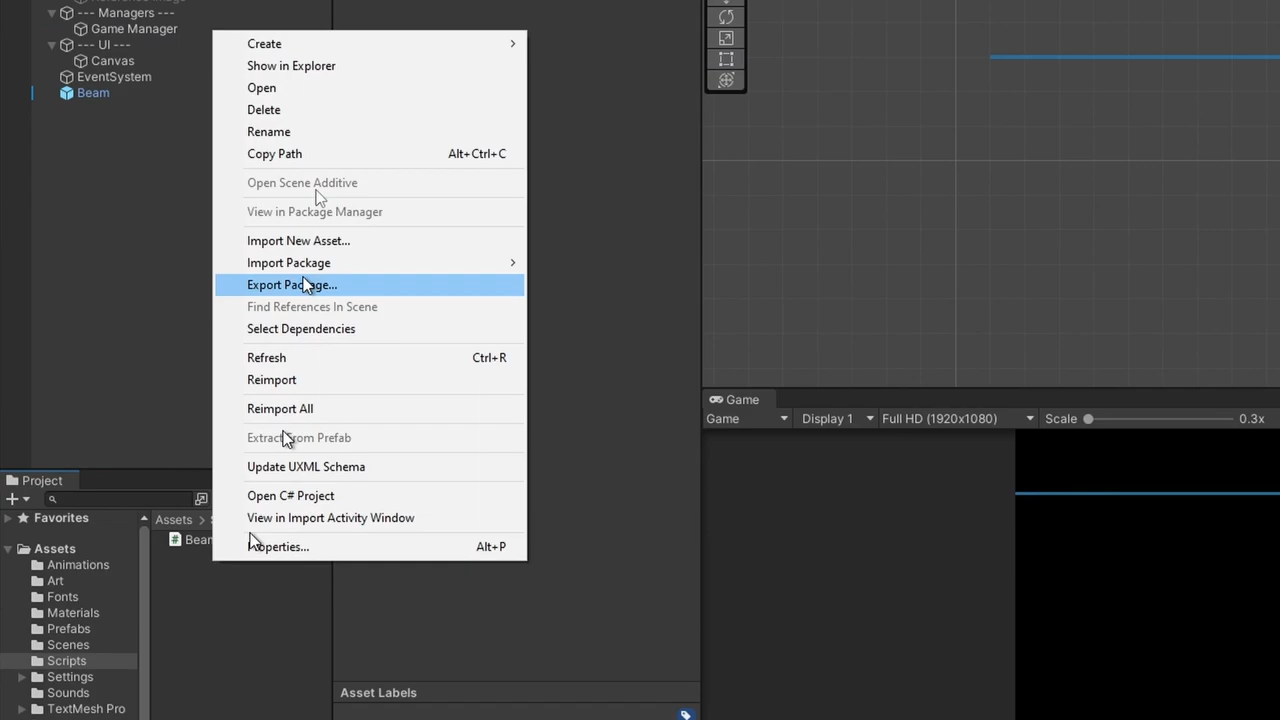 Reference Image
--- Managers ---
Game Manager
--- UI ---
Canvas
EventSystem
Beam
Create
Show in Explorer
Open
Delete
Rename
Copy Path Alt+Ctrl+C
Open Scene Additive
View in Package Manager
Import New Asset...
Import Package
Export Package...
Find References In Scene
Select Dependencies
Refresh Ctrl+R
Reimport
Reimport All
Extract From Prefab
Update UXML Schema
Open C# Project
View in Import Activity Window
Properties... Alt+P
Game
Game Display 1 Full HD (1920x1080) Scale 0.3x
Project
Favorites
Assets
Animations
Art
Fonts
Materials
Prefabs
Scenes
Scripts
Settings
Sounds
TextMesh Pro
Assets >
Asset Labels